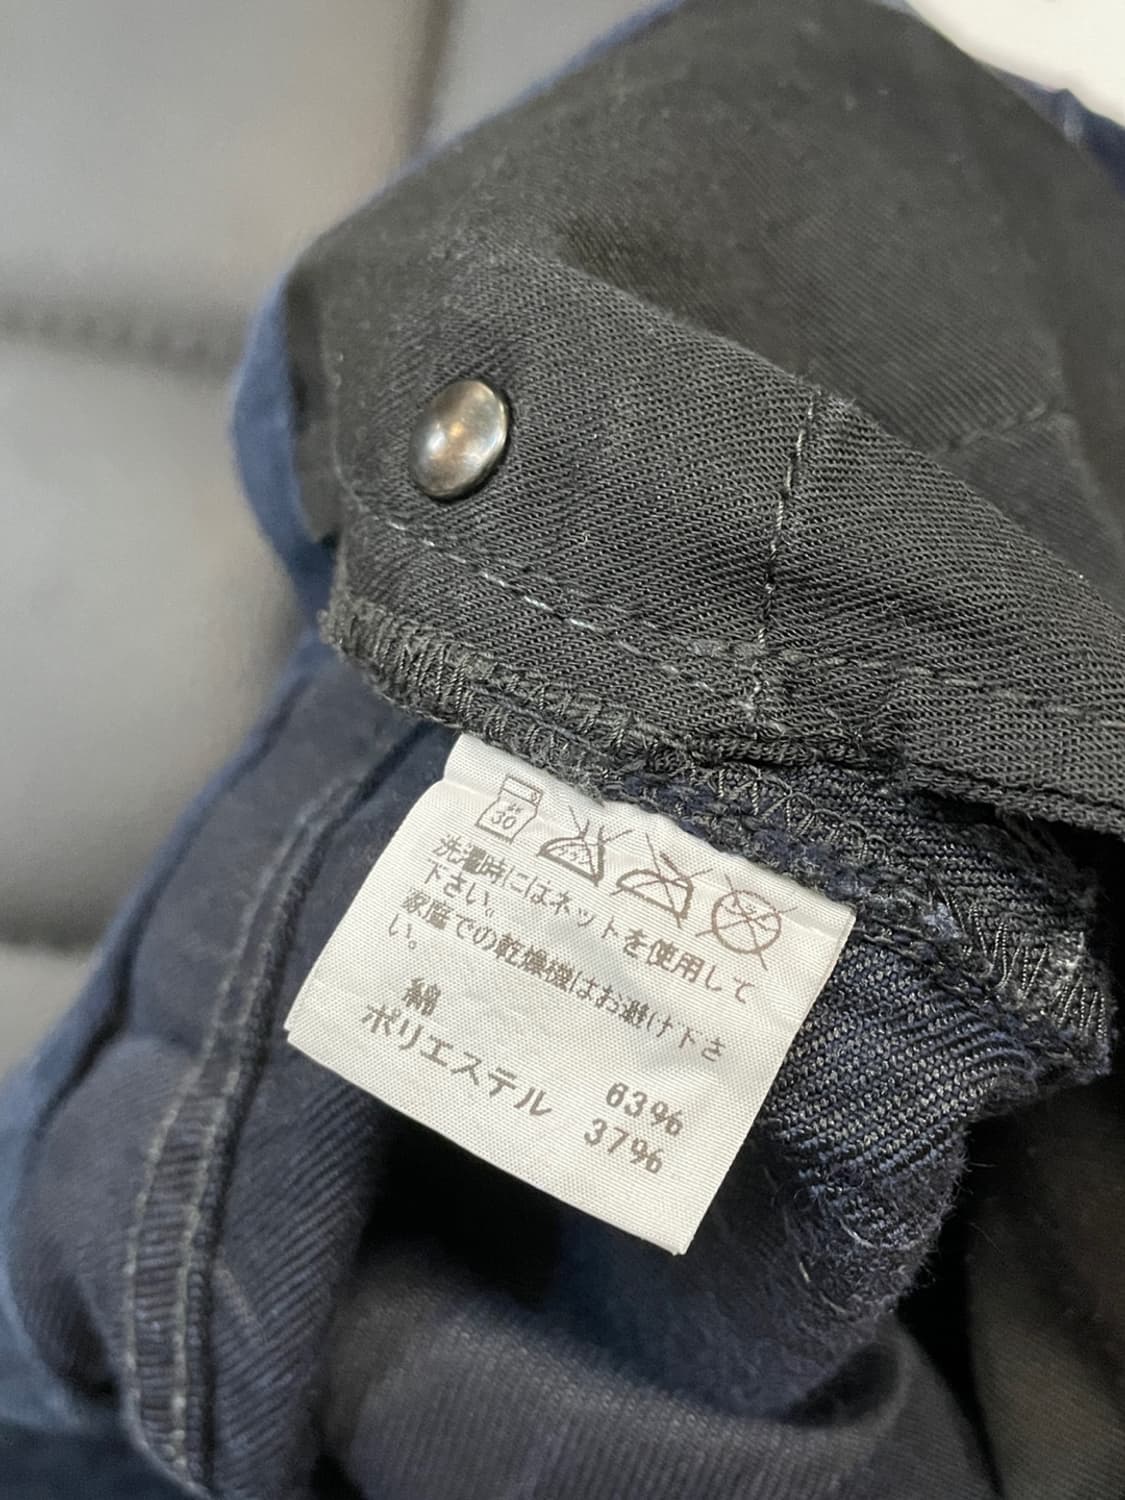 弱
30
洗濯時にはネットを使用して
下さい。
家庭での乾燥機はお避け下さ
い。
綿 63%
ポリエステル 37%